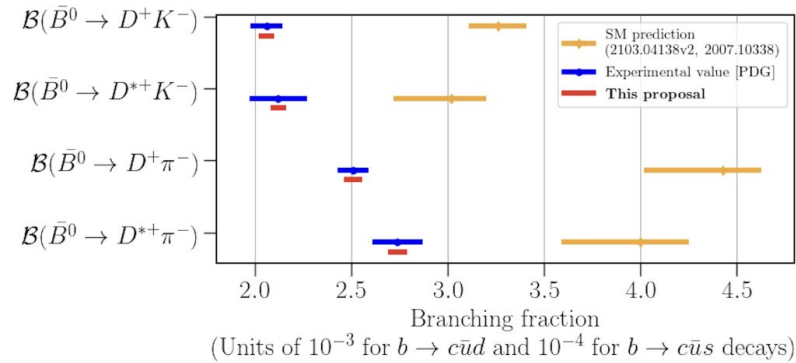 B(B̄⁰ → D⁺K⁻)
B(B̄⁰ → D*⁺K⁻)
B(B̄⁰ → D⁺π⁻)
B(B̄⁰ → D*⁺π⁻)
SM prediction
(2103.04138v2, 2007.10338)
Experimental value [PDG]
This proposal
2.0 2.5 3.0 3.5 4.0 4.5
Branching fraction
(Units of 10⁻³ for b → cūd and 10⁻⁴ for b → cūs decays)